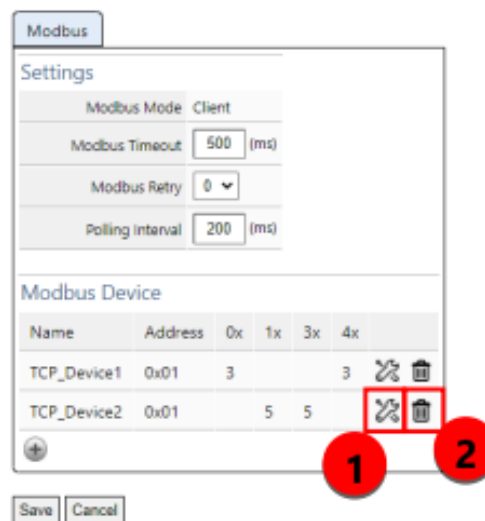 Modbus
Settings
Modbus Mode Client
Modbus Timeout 500 (ms)
Modbus Retry 0
Polling Interval 200 (ms)
Modbus Device
Name Address 0x 1x 3x 4x
TCP_Device1 0x01 3 3
TCP_Device2 0x01 5 5
1 2
Save Cancel